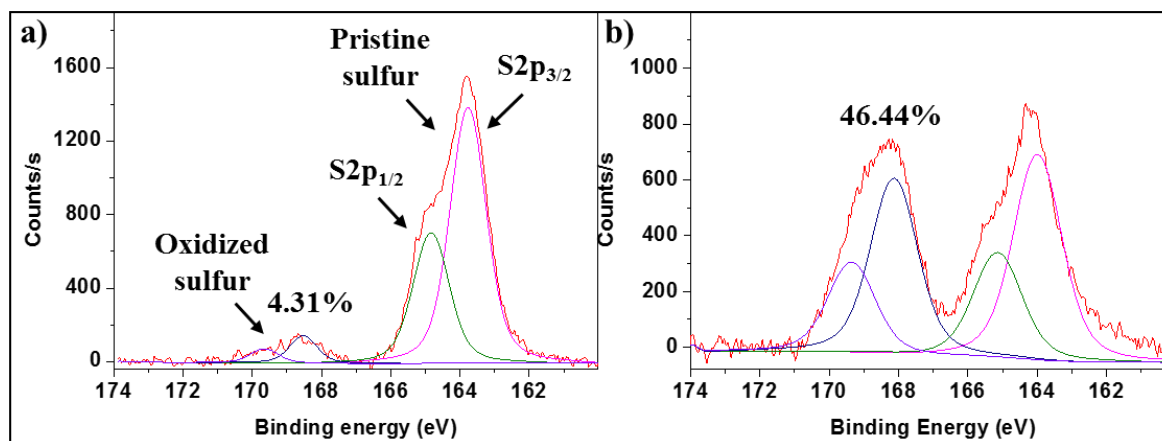 a)
Pristine
sulfur
S2p3/2
S2p1/2
Oxidized
sulfur
4.31%
1600
1200
800
400
0
Counts/s
174 172 170 168 166 164 162
Binding energy (eV)
b)
46.44%
1000
800
600
400
200
0
Counts/s
174 172 170 168 166 164 162
Binding Energy (eV)